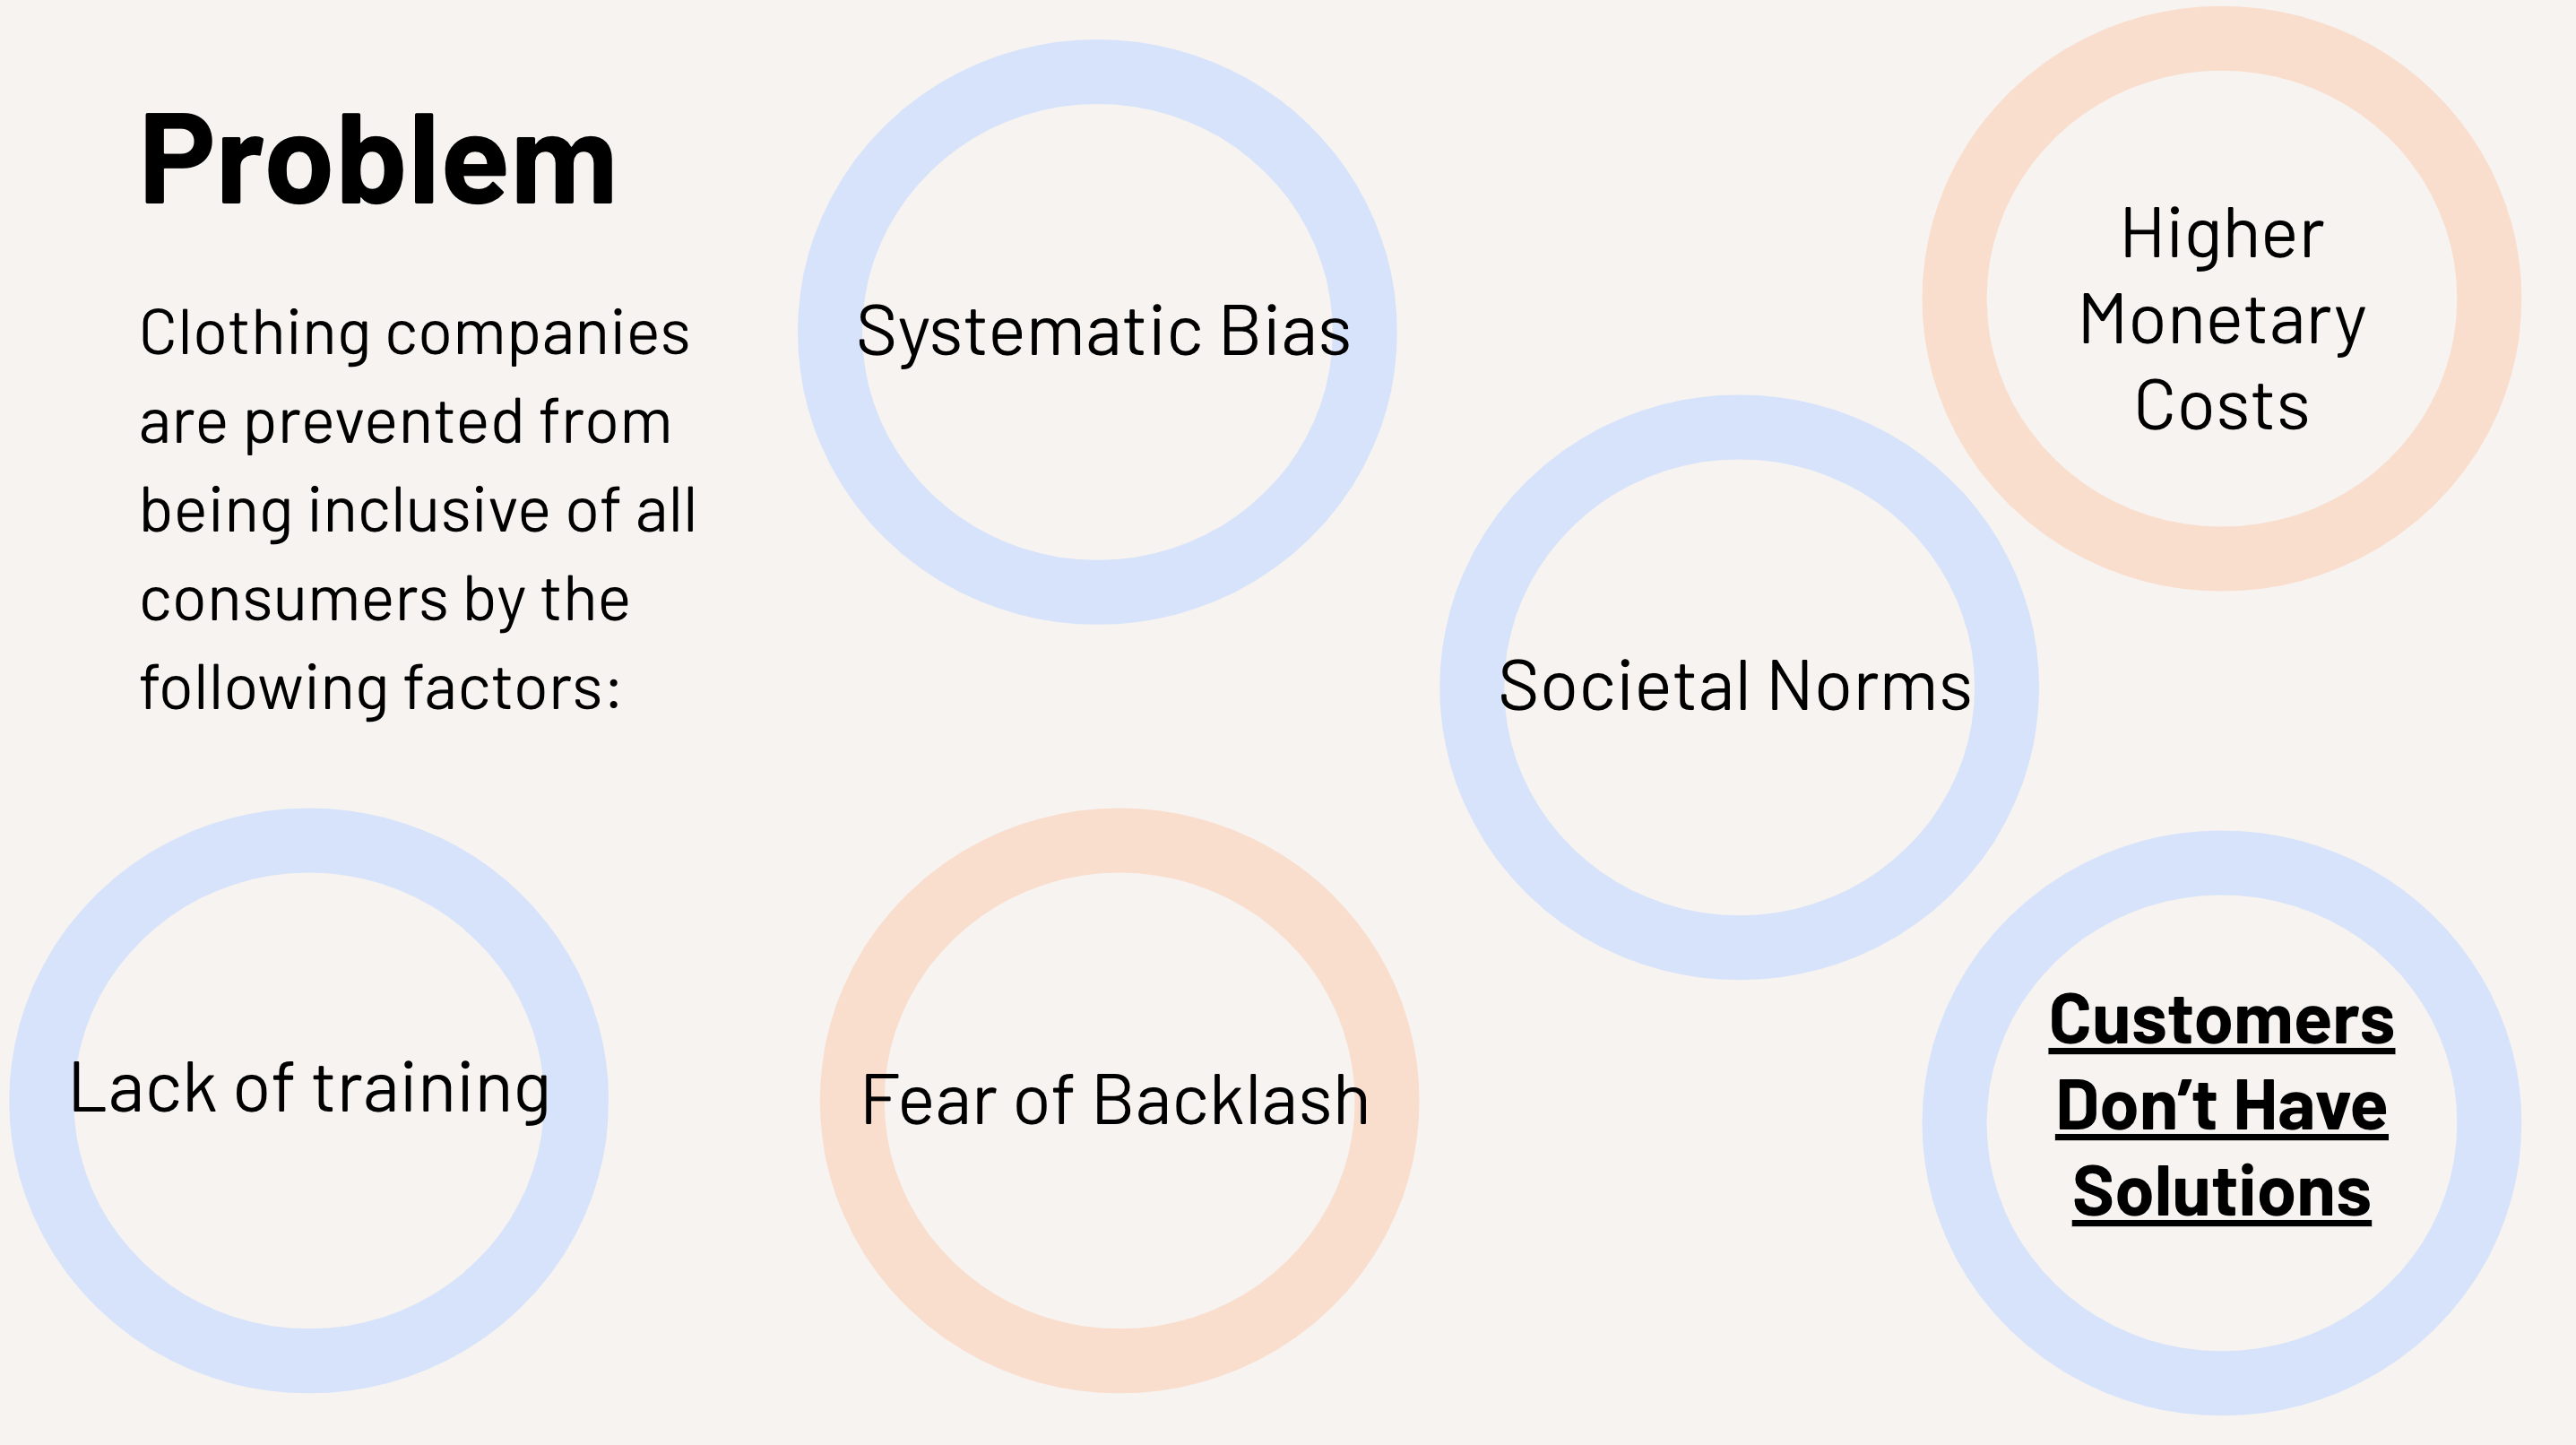 Problem
Clothing companies
are prevented from
being inclusive of all
consumers by the
following factors:
Systematic Bias
Higher
Monetary
Costs
Societal Norms
Lack of training
Fear of Backlash
Customers
Don’t Have
Solutions